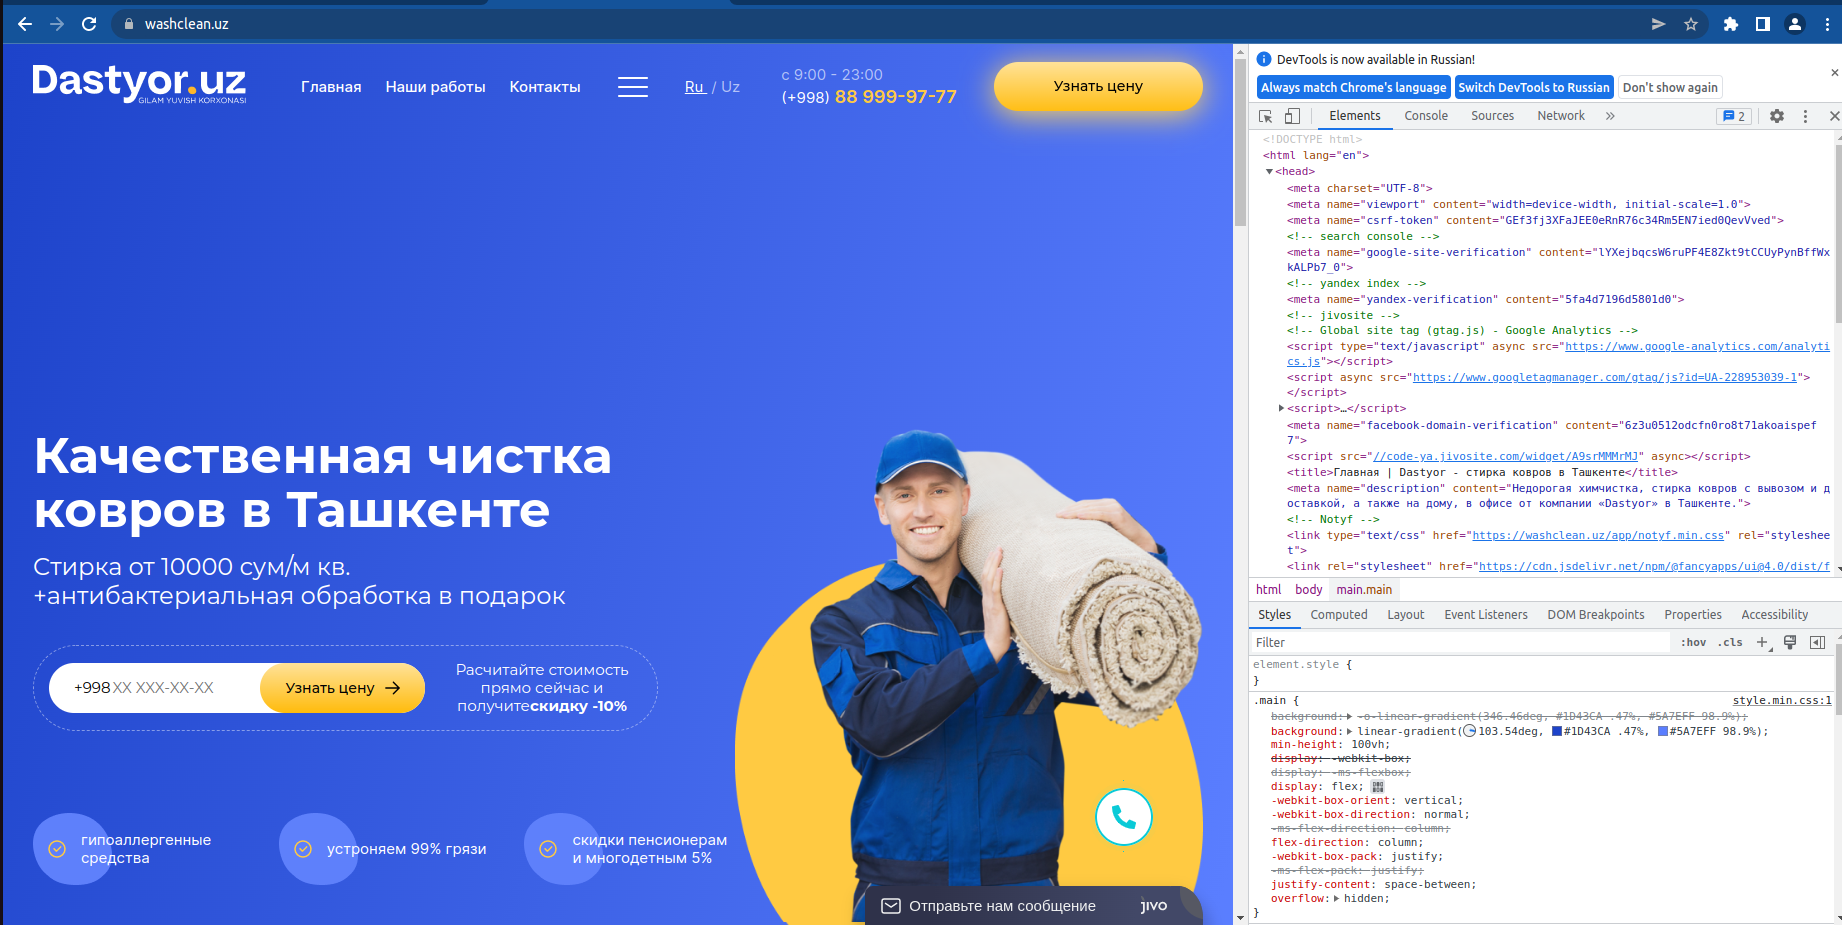 washclean.uz
Dastyor.uz
GILAM YUVISH KORXONASI
Главная
Наши работы
Контакты
Ru / Uz
с 9:00 - 23:00
(+998) 88 999-97-77
Узнать цену
Качественная чистка
ковров в Ташкенте
Стирка от 10000 сум/м кв.
+антибактериальная обработка в подарок
+998 XX XXX-XX-XX
Узнать цену
Расчитайте стоимость
прямо сейчас и
получитескидку -10%
гипоаллергенные
средства
устроняем 99% грязи
скидки пенсионерам
и многодетным 5%
Отправьте нам сообщение
jivo
DevTools is now available in Russian!
Always match Chrome's language
Switch DevTools to Russian
Don't show again
Elements
Console
Sources
Network
»
2
<!DOCTYPE html>
<html lang="en">
<head>
<meta charset="UTF-8">
<meta name="viewport" content="width=device-width, initial-scale=1.0">
<meta name="csrf-token" content="GEf3fj3XFaJEE0eRnR76c34Rm5EN7ied0QevVved">
<!-- search console -->
<meta name="google-site-verification" content="lYXejbqcsW6ruPF4E8Zkt9tCCUyPynBffWx
kALPb7_0">
<!-- yandex index -->
<meta name="yandex-verification" content="5fa4d7196d5801d0">
<!-- jivosite -->
<!-- Global site tag (gtag.js) - Google Analytics -->
<script type="text/javascript" async src="https://www.google-analytics.com/analyti
cs.js"></script>
<script async src="https://www.googletagmanager.com/gtag/js?id=UA-228953039-1">
</script>
<script>…</script>
<meta name="facebook-domain-verification" content="6z3u0512odcfn0ro8t71akoaispef
7">
<script src="//code-ya.jivosite.com/widget/A9srMMMrMJ" async></script>
<title>Главная | Dastyor - стирка ковров в Ташкенте</title>
<meta name="description" content="Недорогая химчистка, стирка ковров с вывозом и д
оставкой, а также на дому, в офисе от компании «Dastyor» в Ташкенте.">
<!-- Notyf -->
<link type="text/css" href="https://washclean.uz/app/notyf.min.css" rel="styleshee
t">
<link rel="stylesheet" href="https://cdn.jsdelivr.net/npm/@fancyapps/ui@4.0/dist/f
html
body
main.main
Styles
Computed
Layout
Event Listeners
DOM Breakpoints
Properties
Accessibility
Filter
:hov
.cls
element.style {
}
.main {
style.min.css:1
background: -o-linear-gradient(346.46deg, #1D43CA .47%, #5A7EFF 98.9%);
background: linear-gradient(103.54deg, #1D43CA .47%, #5A7EFF 98.9%);
min-height: 100vh;
display: -webkit-box;
display: -ms-flexbox;
display: flex;
-webkit-box-orient: vertical;
-webkit-box-direction: normal;
-ms-flex-direction: column;
flex-direction: column;
-webkit-box-pack: justify;
-ms-flex-pack: justify;
justify-content: space-between;
overflow: hidden;
}